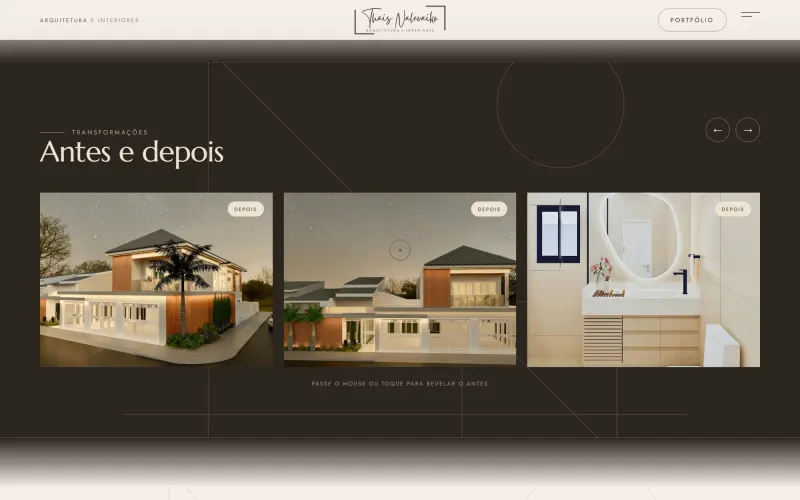 ARQUITETURA E INTERIORES
Thais Nalevaiko
ARQUITETURA • INTERIORES
PORTFÓLIO
TRANSFORMAÇÕES
Antes e depois
← →
DEPOIS
DEPOIS
DEPOIS
PASSE O MOUSE OU TOQUE PARA REVELAR O ANTES